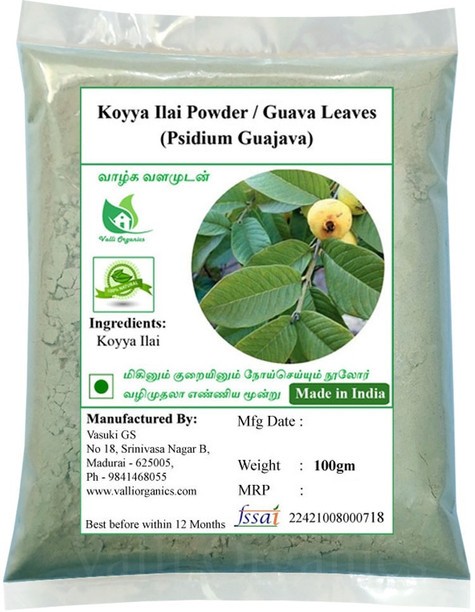 Koyya Ilai Powder / Guava Leaves
(Psidium Guajava)
வாழ்க வளமுடன்
Valli Organics
100% NATURAL
Ingredients:
Koyya Ilai
மிகினும் குறையினும் நோய்செய்யும் நூலோர்
வழிமுதலா எண்ணிய மூன்று
Made in India
Manufactured By:
Vasuki GS
No 18, Srinivasa Nagar B,
Madurai - 625005,
Ph - 9841468055
www.valliorganics.com
Best before within 12 Months
Mfg Date :
Weight : 100gm
MRP :
fssai 22421008000718